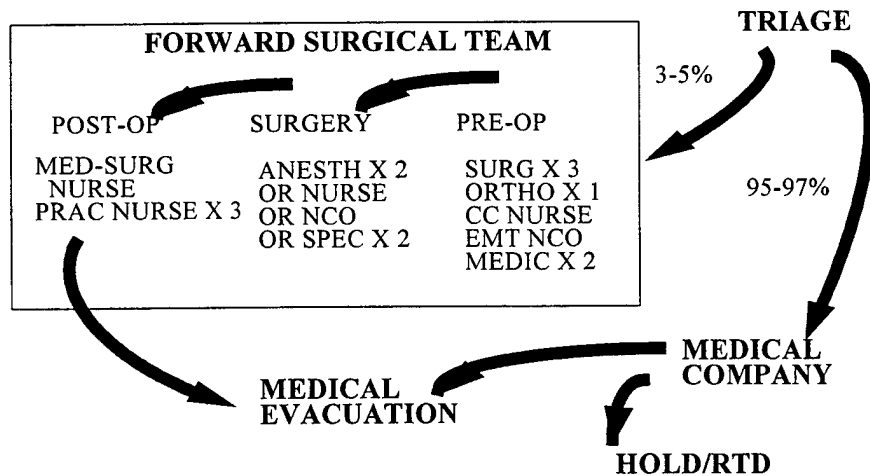 FORWARD SURGICAL TEAM
TRIAGE
3-5%
95-97%
POST-OP
MED-SURG
NURSE
PRAC NURSE X 3
SURGERY
ANESTH X 2
OR NURSE
OR NCO
OR SPEC X 2
PRE-OP
SURG X 3
ORTHO X 1
CC NURSE
EMT NCO
MEDIC X 2
MEDICAL
EVACUATION
MEDICAL
COMPANY
HOLD/RTD